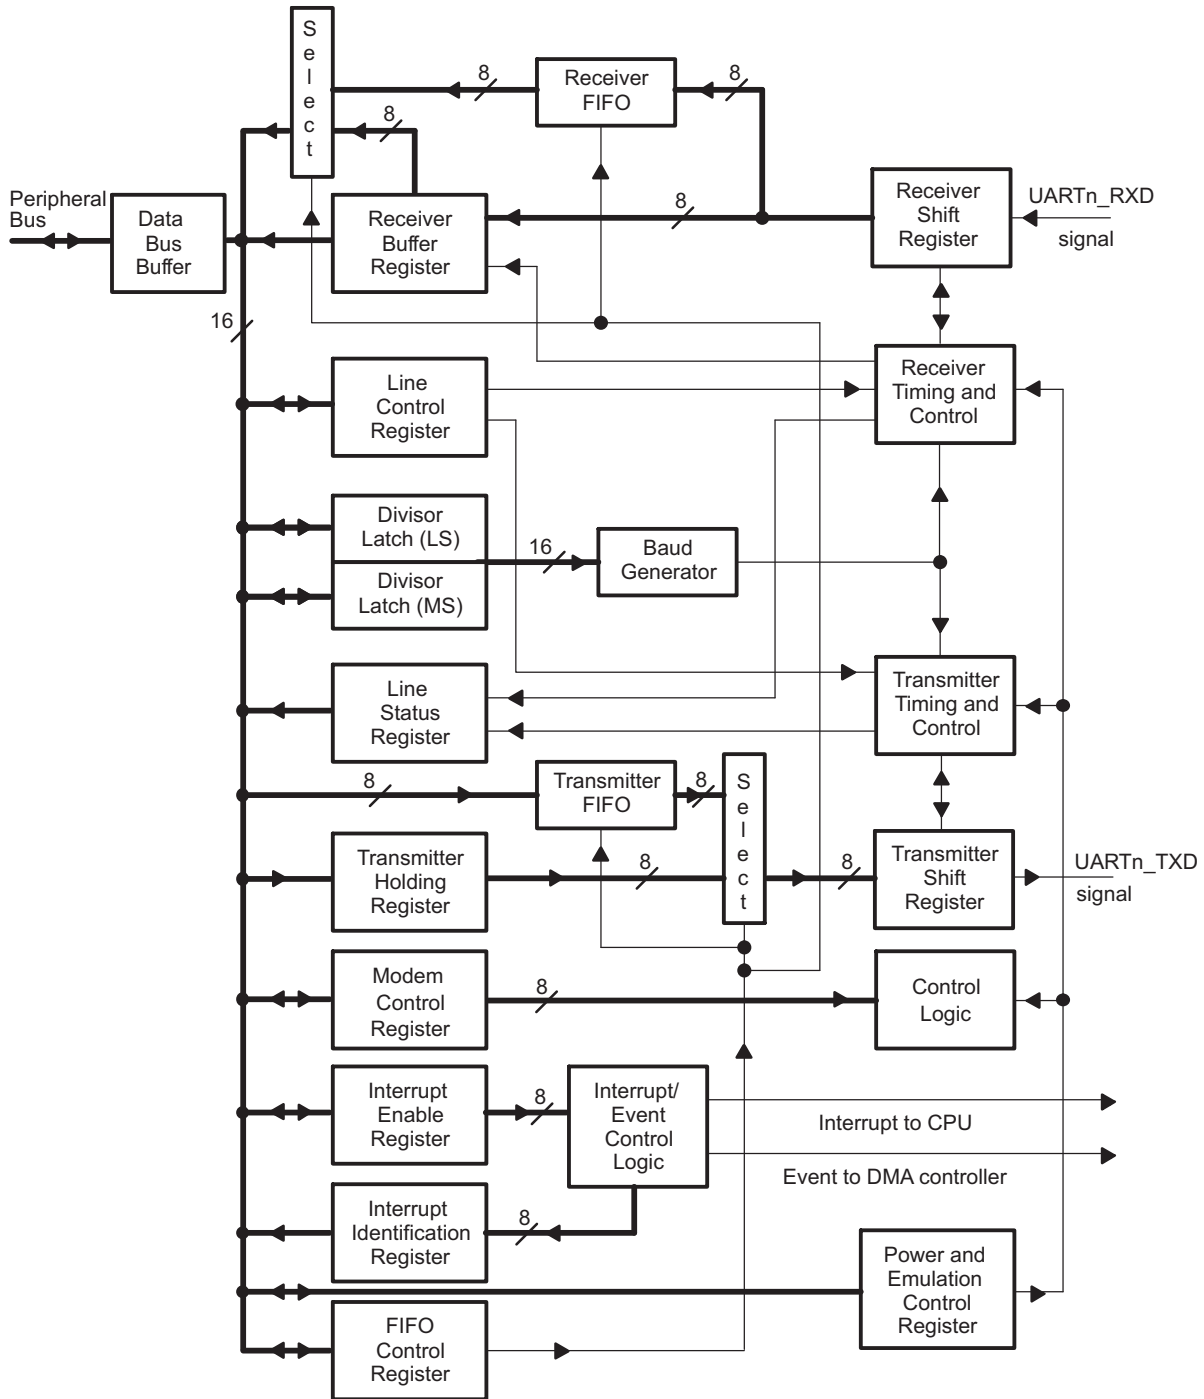 S
e
l
e
c
t
8
Receiver
FIFO
8
8
Peripheral
Bus
Data
Bus
Buffer
Receiver
Buffer
Register
8
Receiver
Shift
Register
UARTn_RXD
signal
16
Line
Control
Register
Receiver
Timing and
Control
Divisor
Latch (LS)
16
Baud
Generator
Divisor
Latch (MS)
Line
Status
Register
Transmitter
Timing and
Control
8
Transmitter
FIFO
8
S
e
l
e
c
t
Transmitter
Holding
Register
8
8
Transmitter
Shift
Register
UARTn_TXD
signal
Modem
Control
Register
8
Control
Logic
Interrupt
Enable
Register
8
Interrupt/
Event
Control
Logic
Interrupt to CPU
Event to DMA controller
Interrupt
Identification
Register
8
Power and
Emulation
Control
Register
FIFO
Control
Register